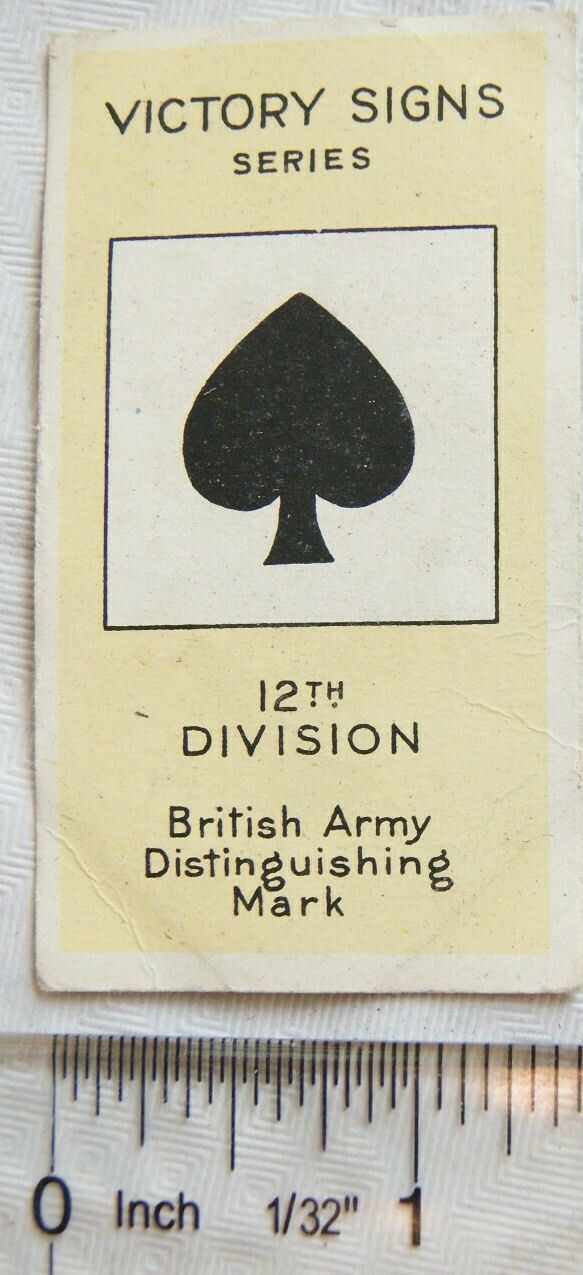 VICTORY SIGNS
SERIES
12TH
DIVISION
British Army
Distinguishing
Mark
0 Inch 1/32" 1